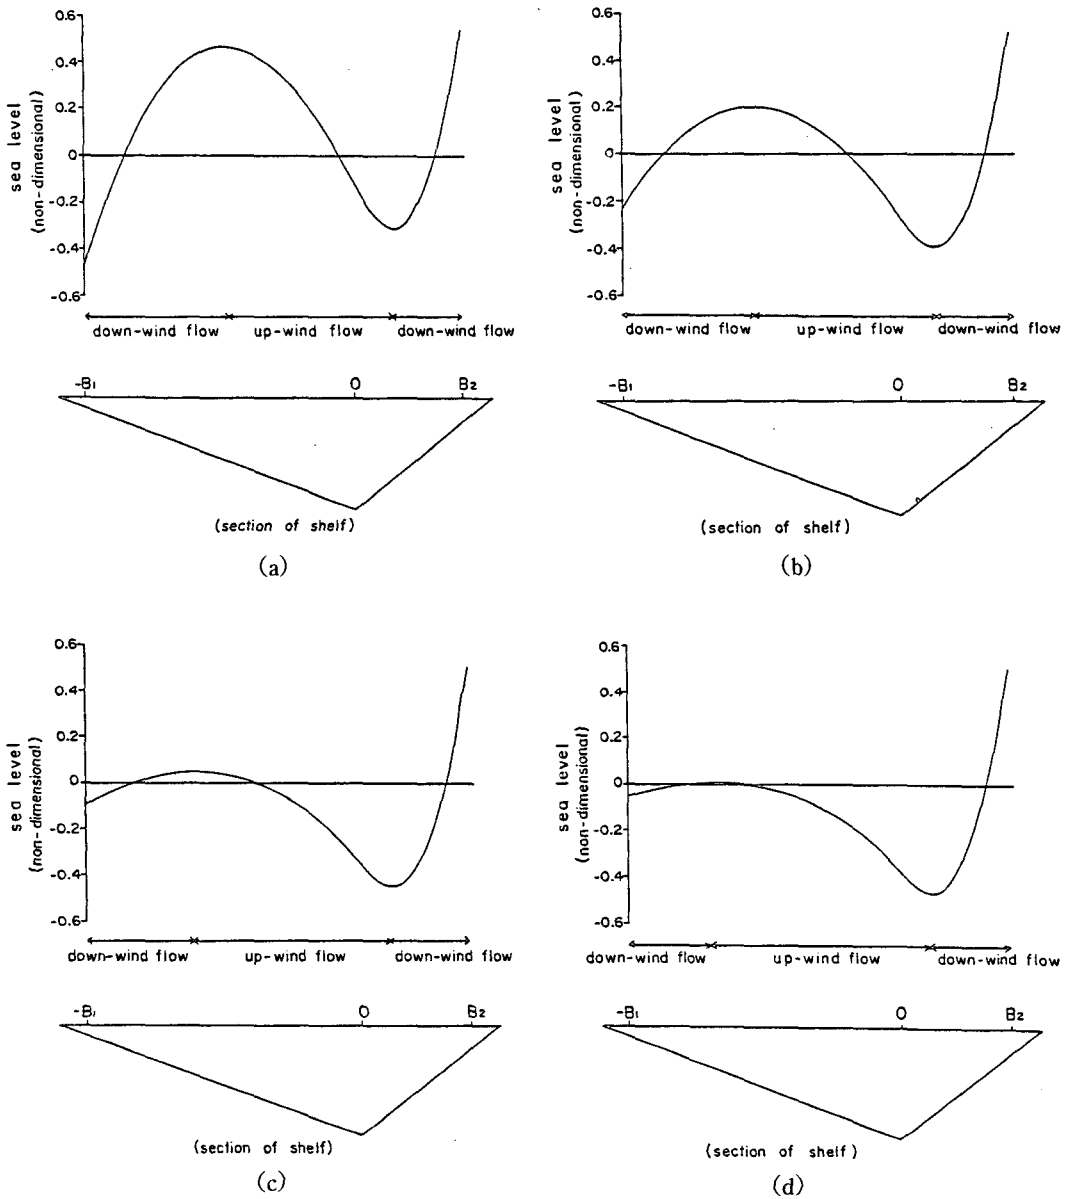 0.6
0.4
0.2
0
-0.2
-0.4
-0.6
sea level
(non-dimensional)
down-wind flow up-wind flow down-wind flow
-B1 0 B2
(section of shelf)
(a)
0.6
0.4
0.2
0
-0.2
-0.4
-0.6
sea level
(non-dimensional)
down-wind flow up-wind flow down-wind flow
-B1 0 B2
(section of shelf)
(b)
0.6
0.4
0.2
0
-0.2
-0.4
-0.6
sea level
(non-dimensional)
down-wind flow up-wind flow down-wind flow
-B1 0 B2
(section of shelf)
(c)
0.6
0.4
0.2
0
-0.2
-0.4
-0.6
sea level
(non-dimensional)
down-wind flow up-wind flow down-wind flow
-B1 0 B2
(section of shelf)
(d)